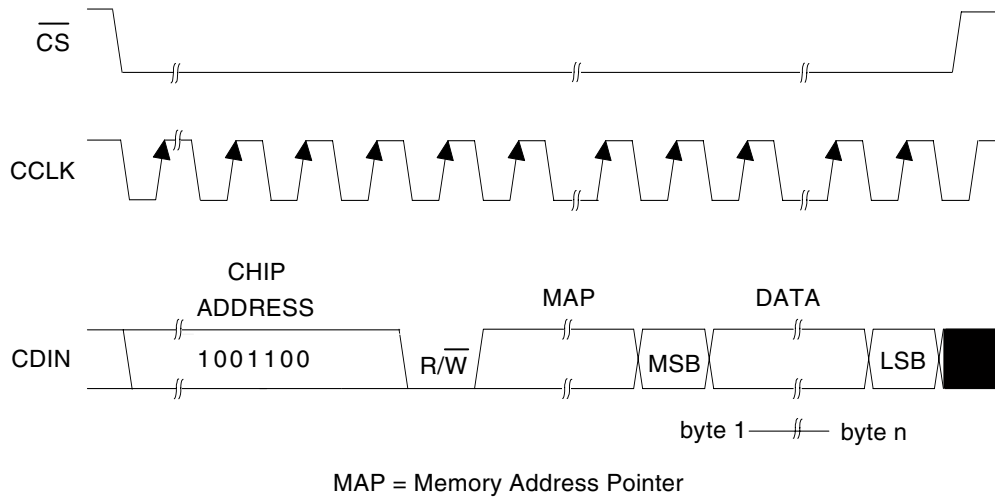 CS
CCLK
CHIP
ADDRESS
MAP
DATA
CDIN
1001100
R/W
MSB
LSB
byte 1
byte n
MAP = Memory Address Pointer